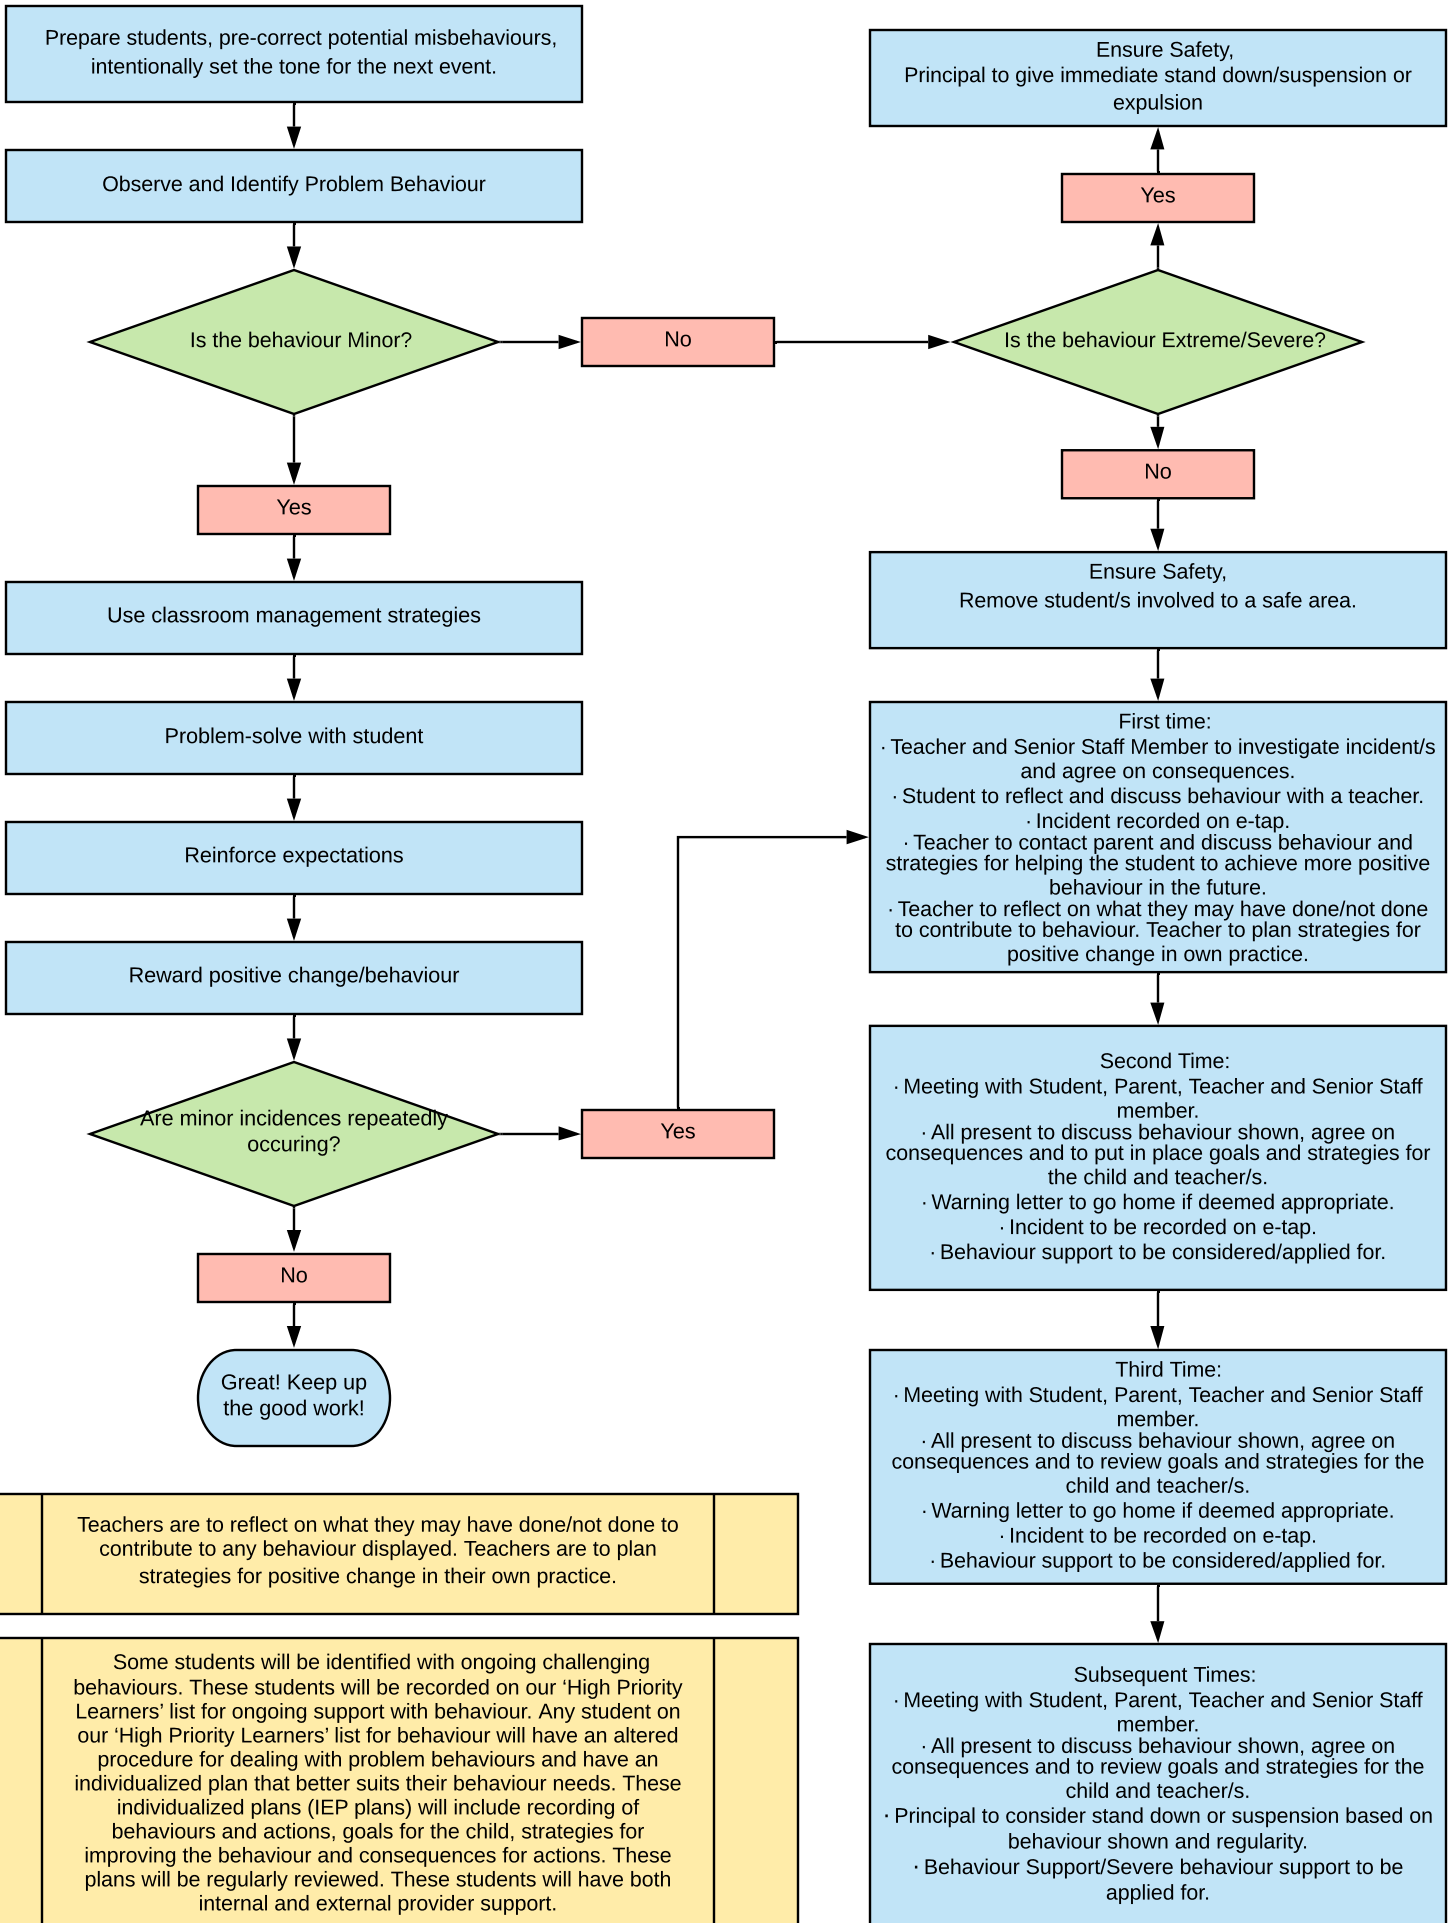 Prepare students, pre-correct potential misbehaviours,
intentionally set the tone for the next event.
Observe and Identify Problem Behaviour
Is the behaviour Minor?
No
Yes
Use classroom management strategies
Problem-solve with student
Reinforce expectations
Reward positive change/behaviour
Are minor incidences repeatedly
occuring?
Yes
No
Great! Keep up
the good work!
Ensure Safety,
Principal to give immediate stand down/suspension or
expulsion
Yes
Is the behaviour Extreme/Severe?
No
Ensure Safety,
Remove student/s involved to a safe area.
First time:
· Teacher and Senior Staff Member to investigate incident/s
and agree on consequences.
· Student to reflect and discuss behaviour with a teacher.
· Incident recorded on e-tap.
· Teacher to contact parent and discuss behaviour and
strategies for helping the student to achieve more positive
behaviour in the future.
· Teacher to reflect on what they may have done/not done
to contribute to behaviour. Teacher to plan strategies for
positive change in own practice.
Second Time:
· Meeting with Student, Parent, Teacher and Senior Staff
member.
· All present to discuss behaviour shown, agree on
consequences and to put in place goals and strategies for
the child and teacher/s.
· Warning letter to go home if deemed appropriate.
· Incident to be recorded on e-tap.
· Behaviour support to be considered/applied for.
Third Time:
· Meeting with Student, Parent, Teacher and Senior Staff
member.
· All present to discuss behaviour shown, agree on
consequences and to review goals and strategies for the
child and teacher/s.
· Warning letter to go home if deemed appropriate.
· Incident to be recorded on e-tap.
· Behaviour support to be considered/applied for.
Subsequent Times:
· Meeting with Student, Parent, Teacher and Senior Staff
member.
· All present to discuss behaviour shown, agree on
consequences and to review goals and strategies for the
child and teacher/s.
· Principal to consider stand down or suspension based on
behaviour shown and regularity.
· Behaviour Support/Severe behaviour support to be
applied for.
Teachers are to reflect on what they may have done/not done to
contribute to any behaviour displayed. Teachers are to plan
strategies for positive change in their own practice.
Some students will be identified with ongoing challenging
behaviours. These students will be recorded on our ‘High Priority
Learners’ list for ongoing support with behaviour. Any student on
our ‘High Priority Learners’ list for behaviour will have an altered
procedure for dealing with problem behaviours and have an
individualized plan that better suits their behaviour needs. These
individualized plans (IEP plans) will include recording of
behaviours and actions, goals for the child, strategies for
improving the behaviour and consequences for actions. These
plans will be regularly reviewed. These students will have both
internal and external provider support.